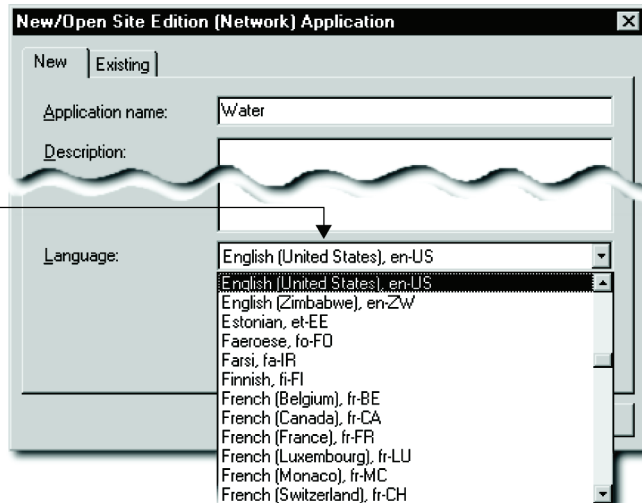 New/Open Site Edition (Network) Application
New
Existing
Application name:
Water
Description:
Language:
English (United States), en-US
English (United States), en-US
English (Zimbabwe), en-ZW
Estonian, et-EE
Faeroese, fo-FO
Farsi, fa-IR
Finnish, fi-FI
French (Belgium), fr-BE
French (Canada), fr-CA
French (France), fr-FR
French (Luxembourg), fr-LU
French (Monaco), fr-MC
French (Switzerland), fr-CH